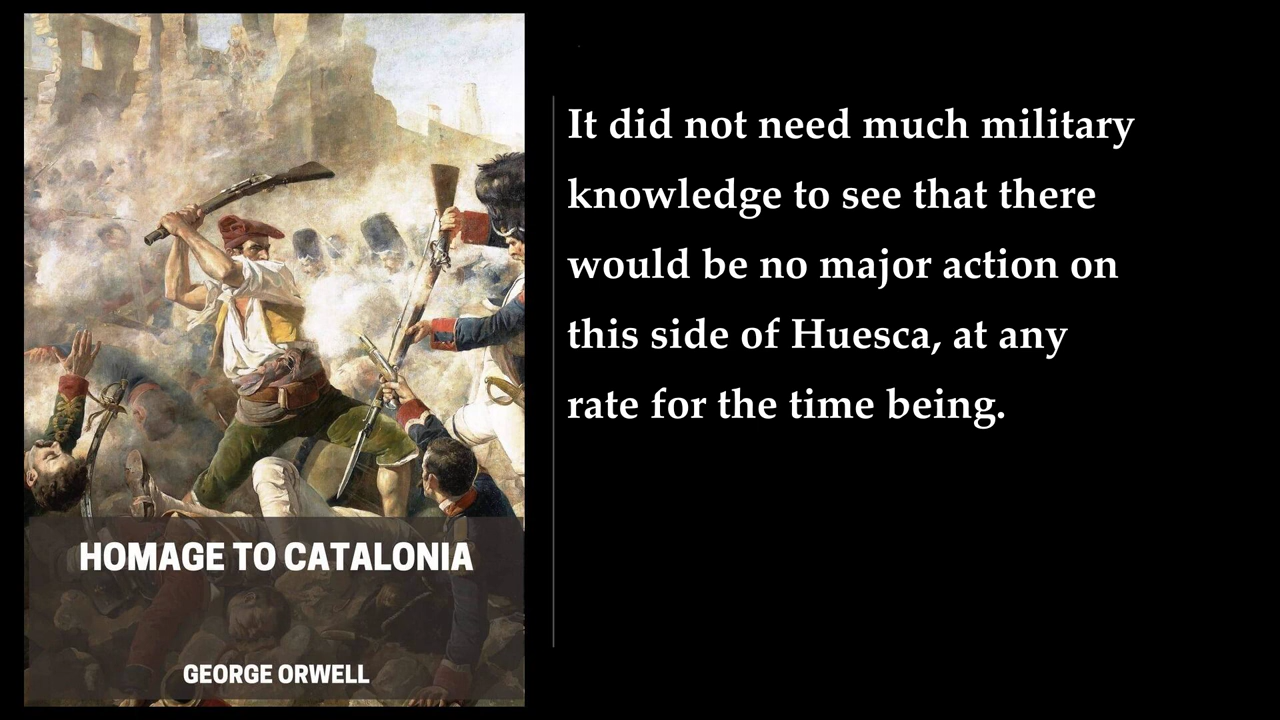 It did not need much military
knowledge to see that there
would be no major action on
this side of Huesca, at any
rate for the time being.
HOMAGE TO CATALONIA
GEORGE ORWELL